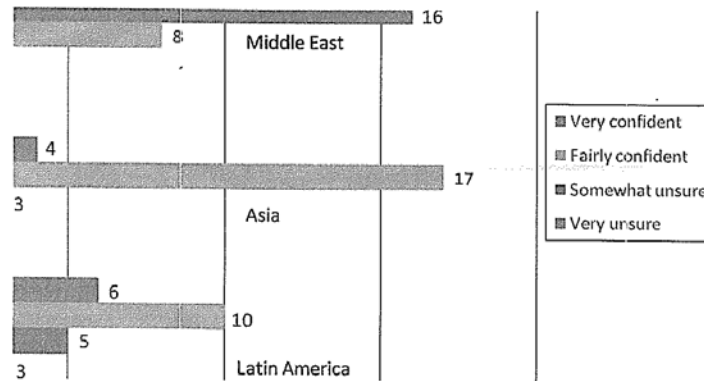 16
8
Middle East
4
17
3
Asia
6
10
5
3
Latin America
Very confident
Fairly confident
Somewhat unsure
Very unsure